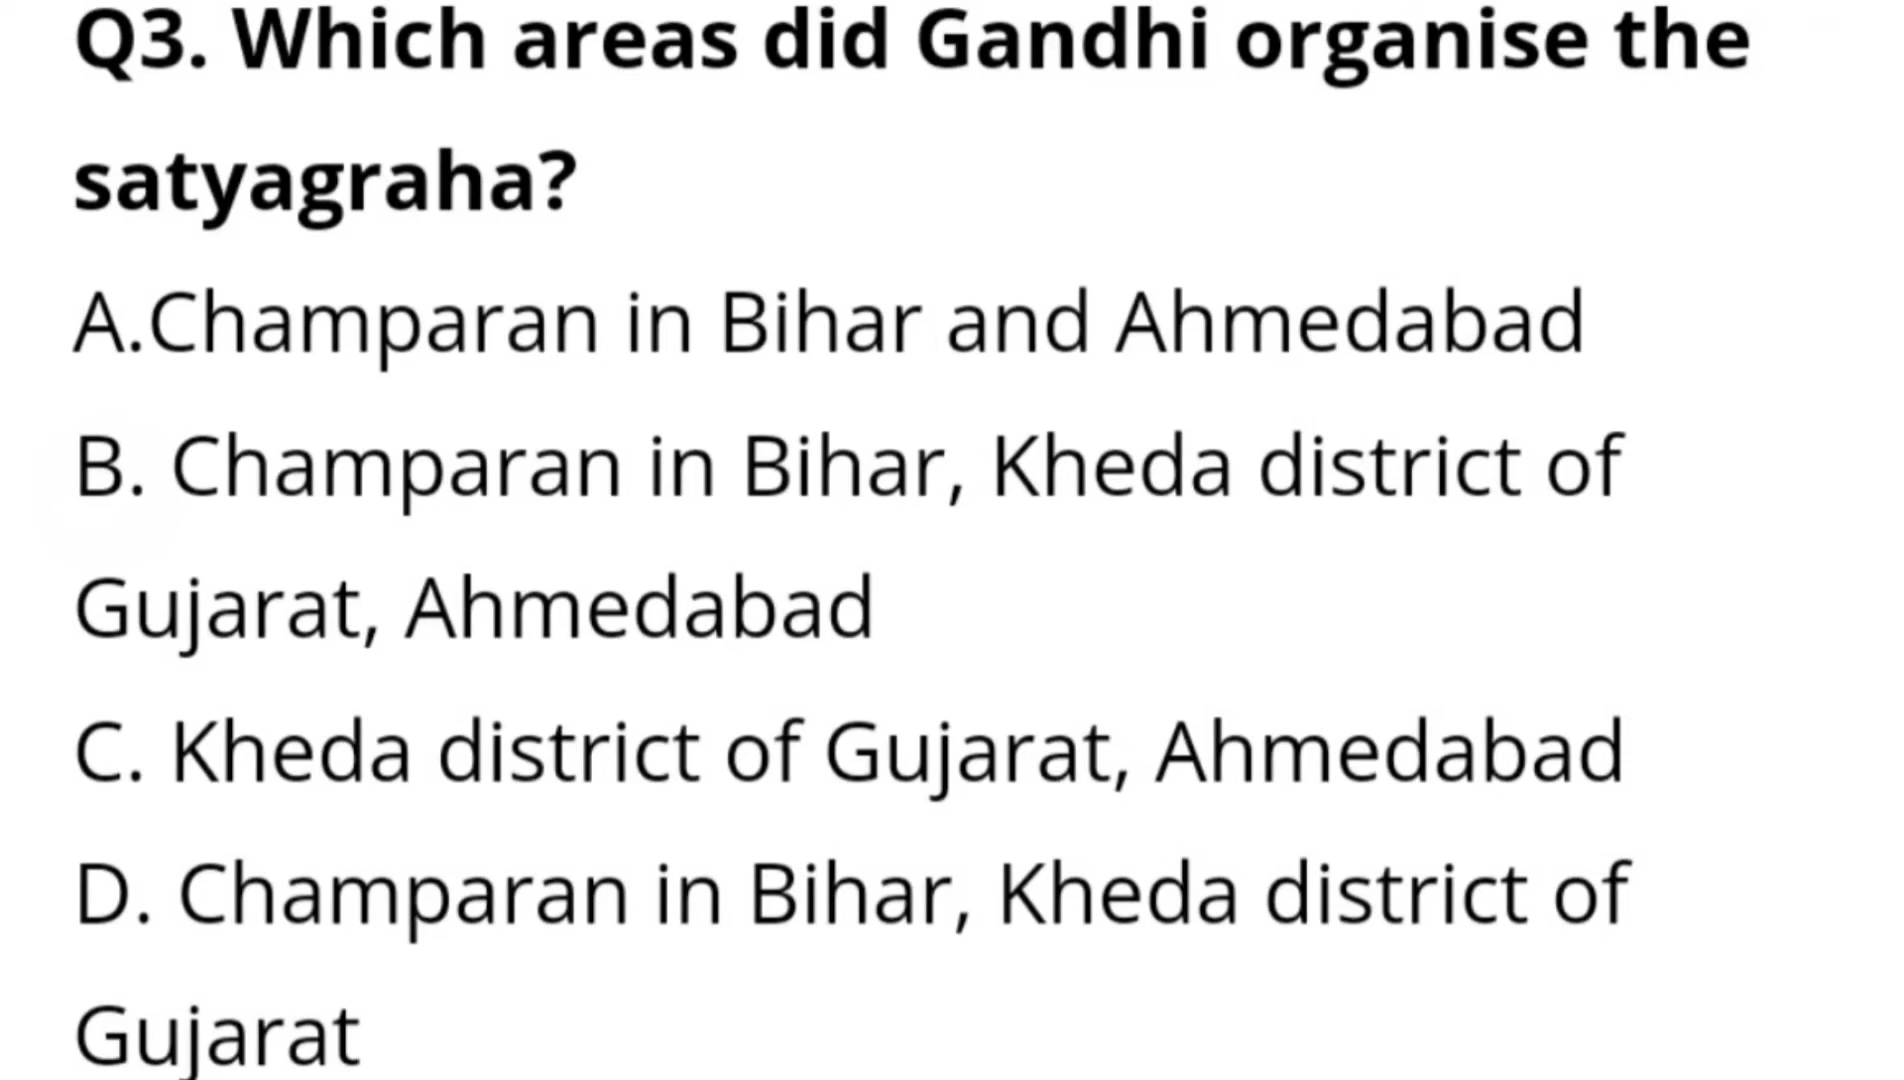 Q3. Which areas did Gandhi organise the
satyagraha?
A.Champaran in Bihar and Ahmedabad
B. Champaran in Bihar, Kheda district of
Gujarat, Ahmedabad
C. Kheda district of Gujarat, Ahmedabad
D. Champaran in Bihar, Kheda district of
Gujarat